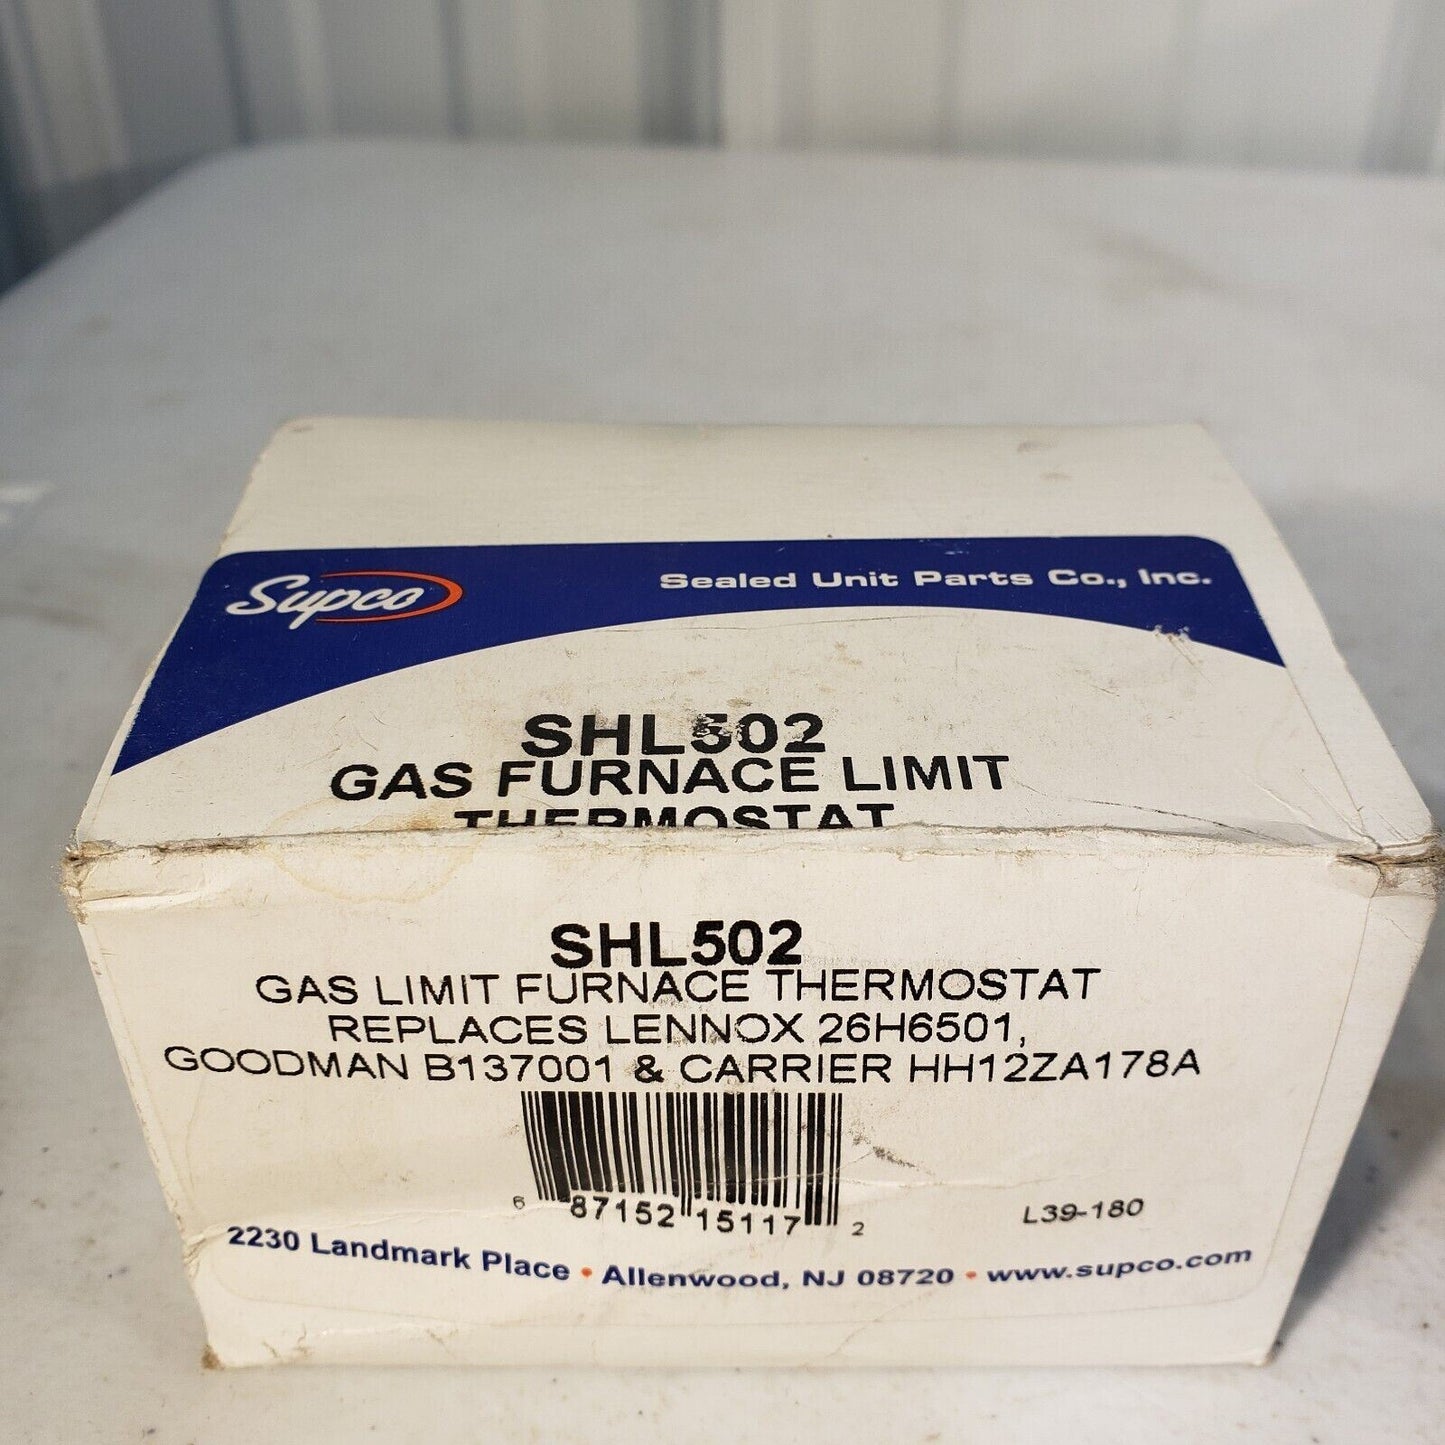 Supco
Sealed Unit Parts Co., Inc.
SHL502
GAS FURNACE LIMIT
THERMOSTAT
SHL502
GAS LIMIT FURNACE THERMOSTAT
REPLACES LENNOX 26H6501,
GOODMAN B137001 & CARRIER HH12ZA178A
6 87152 15117 2
L39-180
2230 Landmark Place • Allenwood, NJ 08720 • www.supco.com